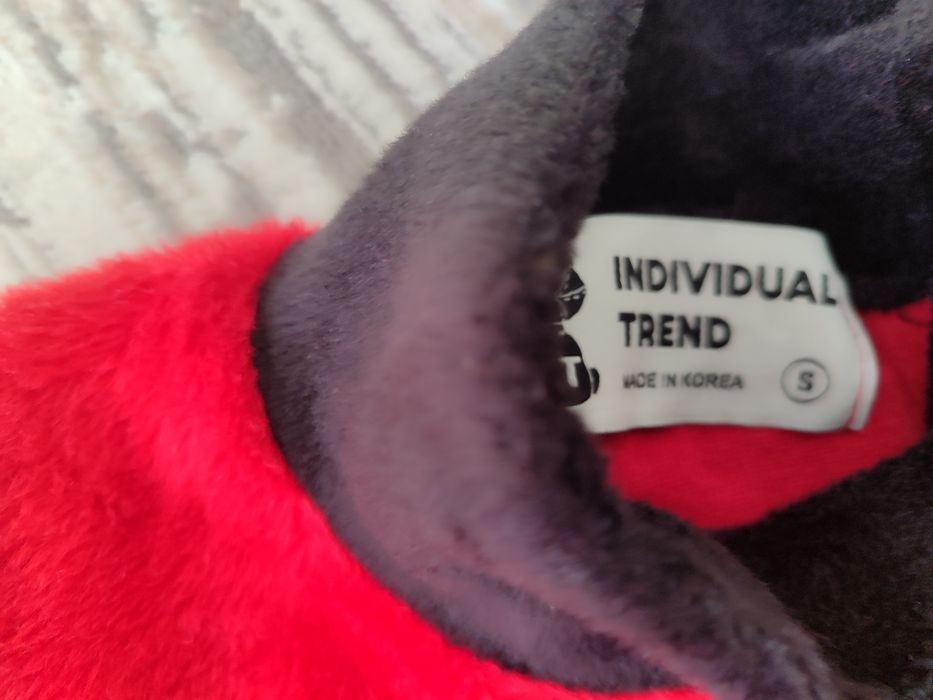 INDIVIDUAL
TREND
MADE IN KOREA
S
T